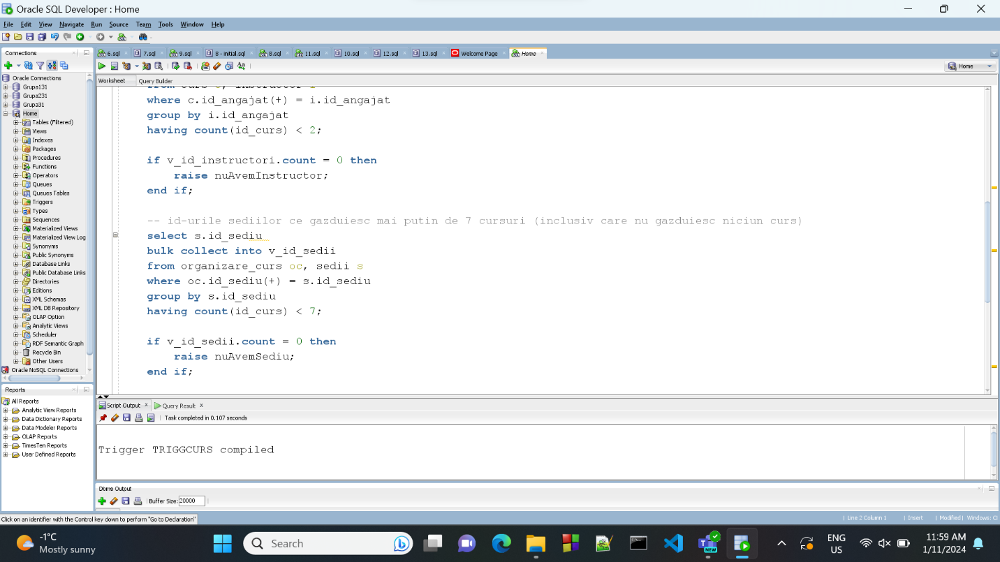 Oracle SQL Developer : Home
File Edit View Navigate Run Source Team Tools Window Help
Connections
6.sql 7.sql 9.sql 8 - initial.sql 8.sql 11.sql 10.sql 12.sql 13.sql Welcome Page Home
Home
Worksheet Query Builder
Oracle Connections
Grupa131
Grupa231
Grupa31
Home
Tables (Filtered)
Views
Indexes
Packages
Procedures
Functions
Operators
Queues
Queues Tables
Triggers
Types
Sequences
Materialized Views
Materialized View Log
Synonyms
Public Synonyms
Database Links
Public Database Links
Directories
Editions
XML Schemas
XML DB Repository
OLAP Option
Analytic Views
Scheduler
RDF Semantic Graph
Recycle Bin
Other Users
Oracle NoSQL Connections
where c.id_angajat(+) = i.id_angajat
group by i.id_angajat
having count(id_curs) < 2;
if v_id_instructori.count = 0 then
raise nuAvemInstructor;
end if;
-- id-urile sediilor ce gazduiesc mai putin de 7 cursuri (inclusiv care nu gazduiesc niciun curs)
select s.id_sediu
bulk collect into v_id_sedii
from organizare_curs oc, sedii s
where oc.id_sediu(+) = s.id_sediu
group by s.id_sediu
having count(id_curs) < 7;
if v_id_sedii.count = 0 then
raise nuAvemSediu;
end if;
Reports
All Reports
Analytic View Reports
Data Dictionary Reports
Data Modeler Reports
OLAP Reports
TimesTen Reports
User Defined Reports
Script Output Query Result
Task completed in 0.107 seconds
Trigger TRIGGCURS compiled
Dbms Output
Buffer Size: 20000
Click on an identifier with the Control key down to perform "Go to Declaration"
Line 2 Column 1 Insert Modified Windows: C
-1°C
Mostly sunny
Search
NEW
ENG
US
11:59 AM
1/11/2024